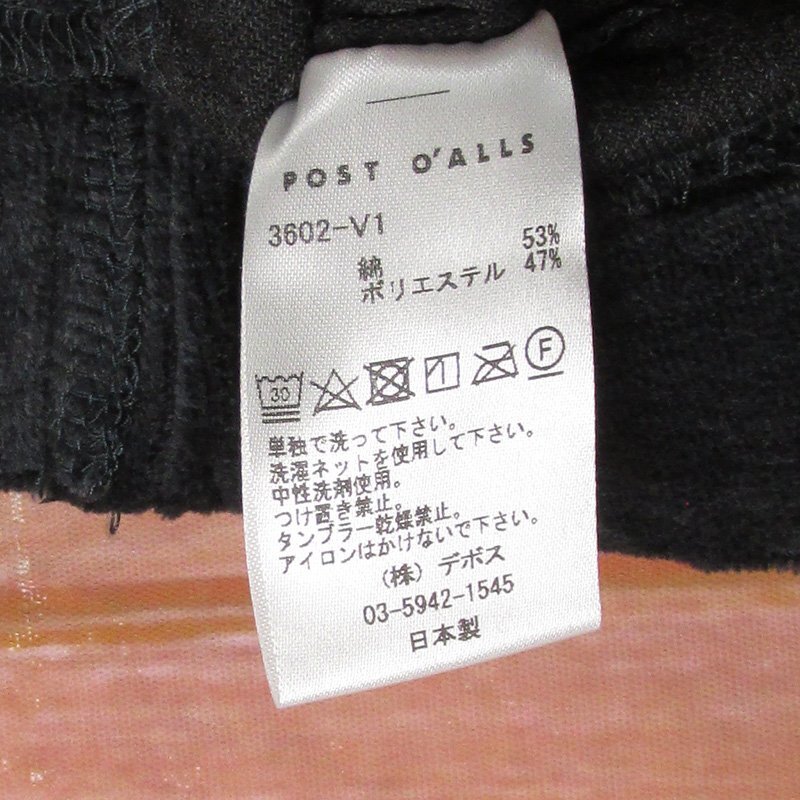 POST O'ALLS
3602-V1
綿 53%
ポリエステル 47%
30
F
単独で洗って下さい。
洗濯ネットを使用して下さい。
中性洗剤使用。
つけ置き禁止。
タンブラー乾燥禁止。
アイロンはかけないで下さい。
(株) デボス
03-5942-1545
日本製